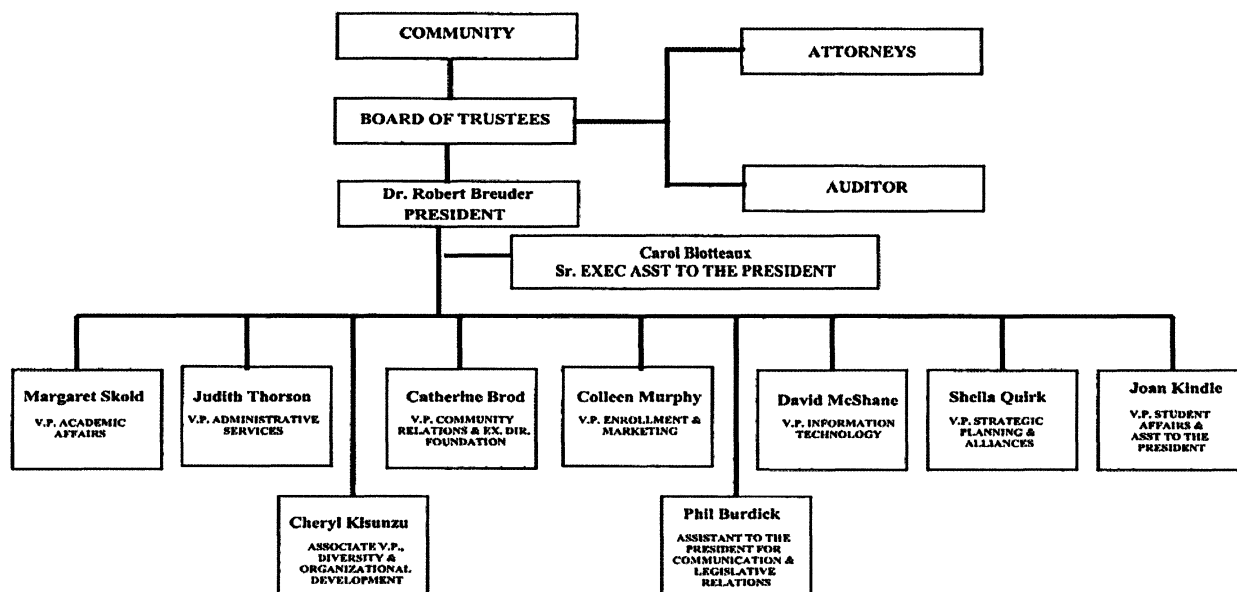 COMMUNITY
ATTORNEYS
BOARD OF TRUSTEES
AUDITOR
Dr. Robert Breuder
PRESIDENT
Carol Blotteaux
Sr. EXEC ASST TO THE PRESIDENT
Margaret Skold
V.P. ACADEMIC
AFFAIRS
Judith Thorson
V.P. ADMINISTRATIVE
SERVICES
Catherine Brod
V.P. COMMUNITY
RELATIONS & EX. DIR.
FOUNDATION
Colleen Murphy
V.P. ENROLLMENT &
MARKETING
David McShane
V.P. INFORMATION
TECHNOLOGY
Sheila Quirk
V.P. STRATEGIC
PLANNING &
ALLIANCES
Joan Kindle
V.P. STUDENT
AFFAIRS &
ASST TO THE
PRESIDENT
Cheryl Kisunzu
ASSOCIATE V.P.,
DIVERSITY &
ORGANIZATIONAL
DEVELOPMENT
Phil Burdick
ASSISTANT TO THE
PRESIDENT FOR
COMMUNICATION &
LEGISLATIVE
RELATIONS